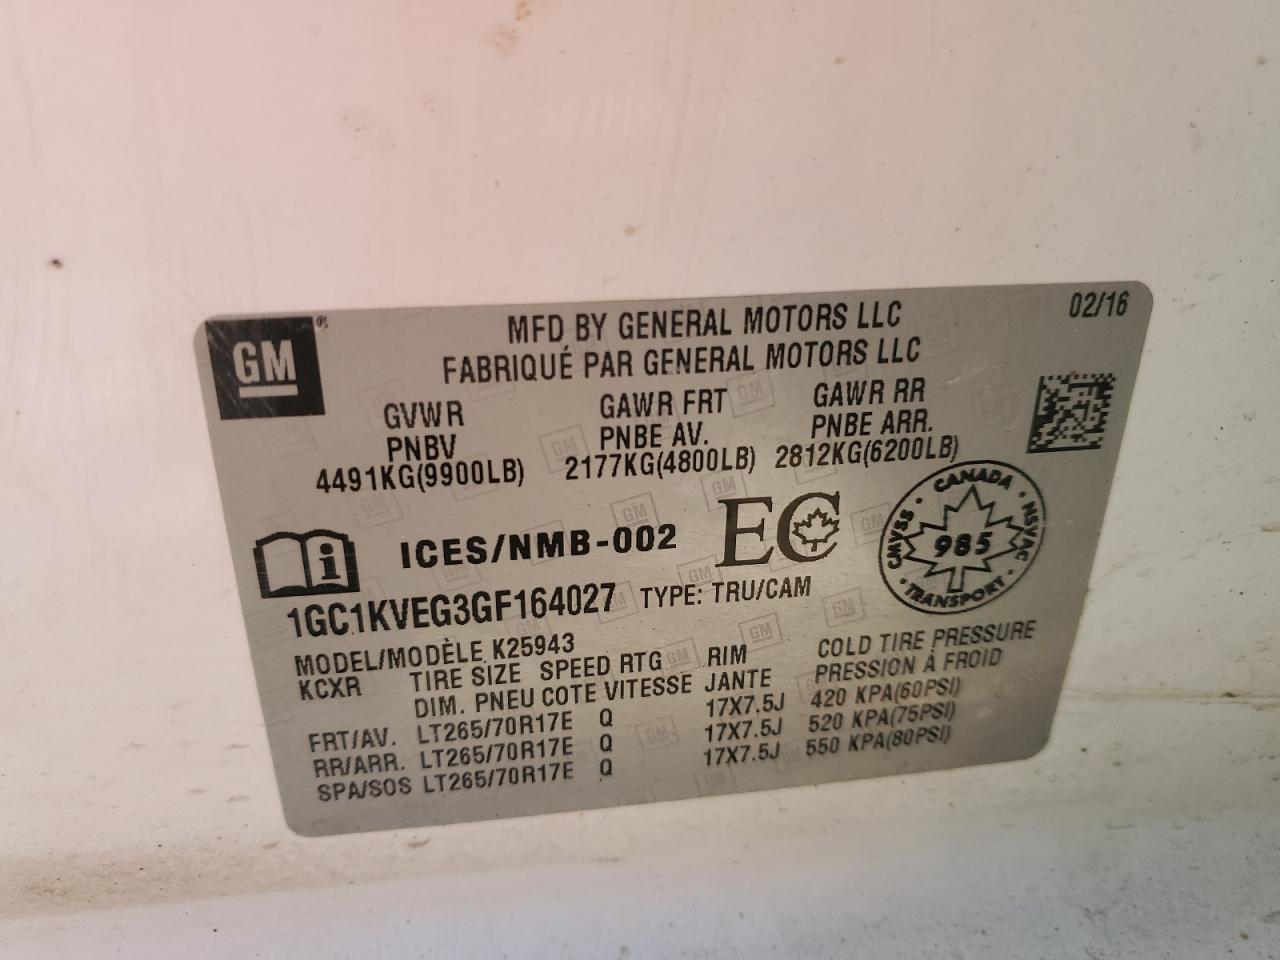 GM
02/16
MFD BY GENERAL MOTORS LLC
FABRIQUÉ PAR GENERAL MOTORS LLC
GVWR GAWR FRT GAWR RR
PNBV PNBE AV. PNBE ARR.
4491KG(9900LB) 2177KG(4800LB) 2812KG(6200LB)
ICES/NMB-002 EC
CANADA · NSVAC · TRANSPORT · CMVSS ·
985
1GC1KVEG3GF164027 TYPE: TRU/CAM
MODEL/MODÈLE K25943
KCXR TIRE SIZE SPEED RTG RIM COLD TIRE PRESSURE
DIM. PNEU COTE VITESSE JANTE PRESSION À FROID
FRT/AV. LT265/70R17E Q 17X7.5J 420 KPA(60PSI)
RR/ARR. LT265/70R17E Q 17X7.5J 520 KPA(75PSI)
SPA/SOS LT265/70R17E Q 17X7.5J 550 KPA(80PSI)